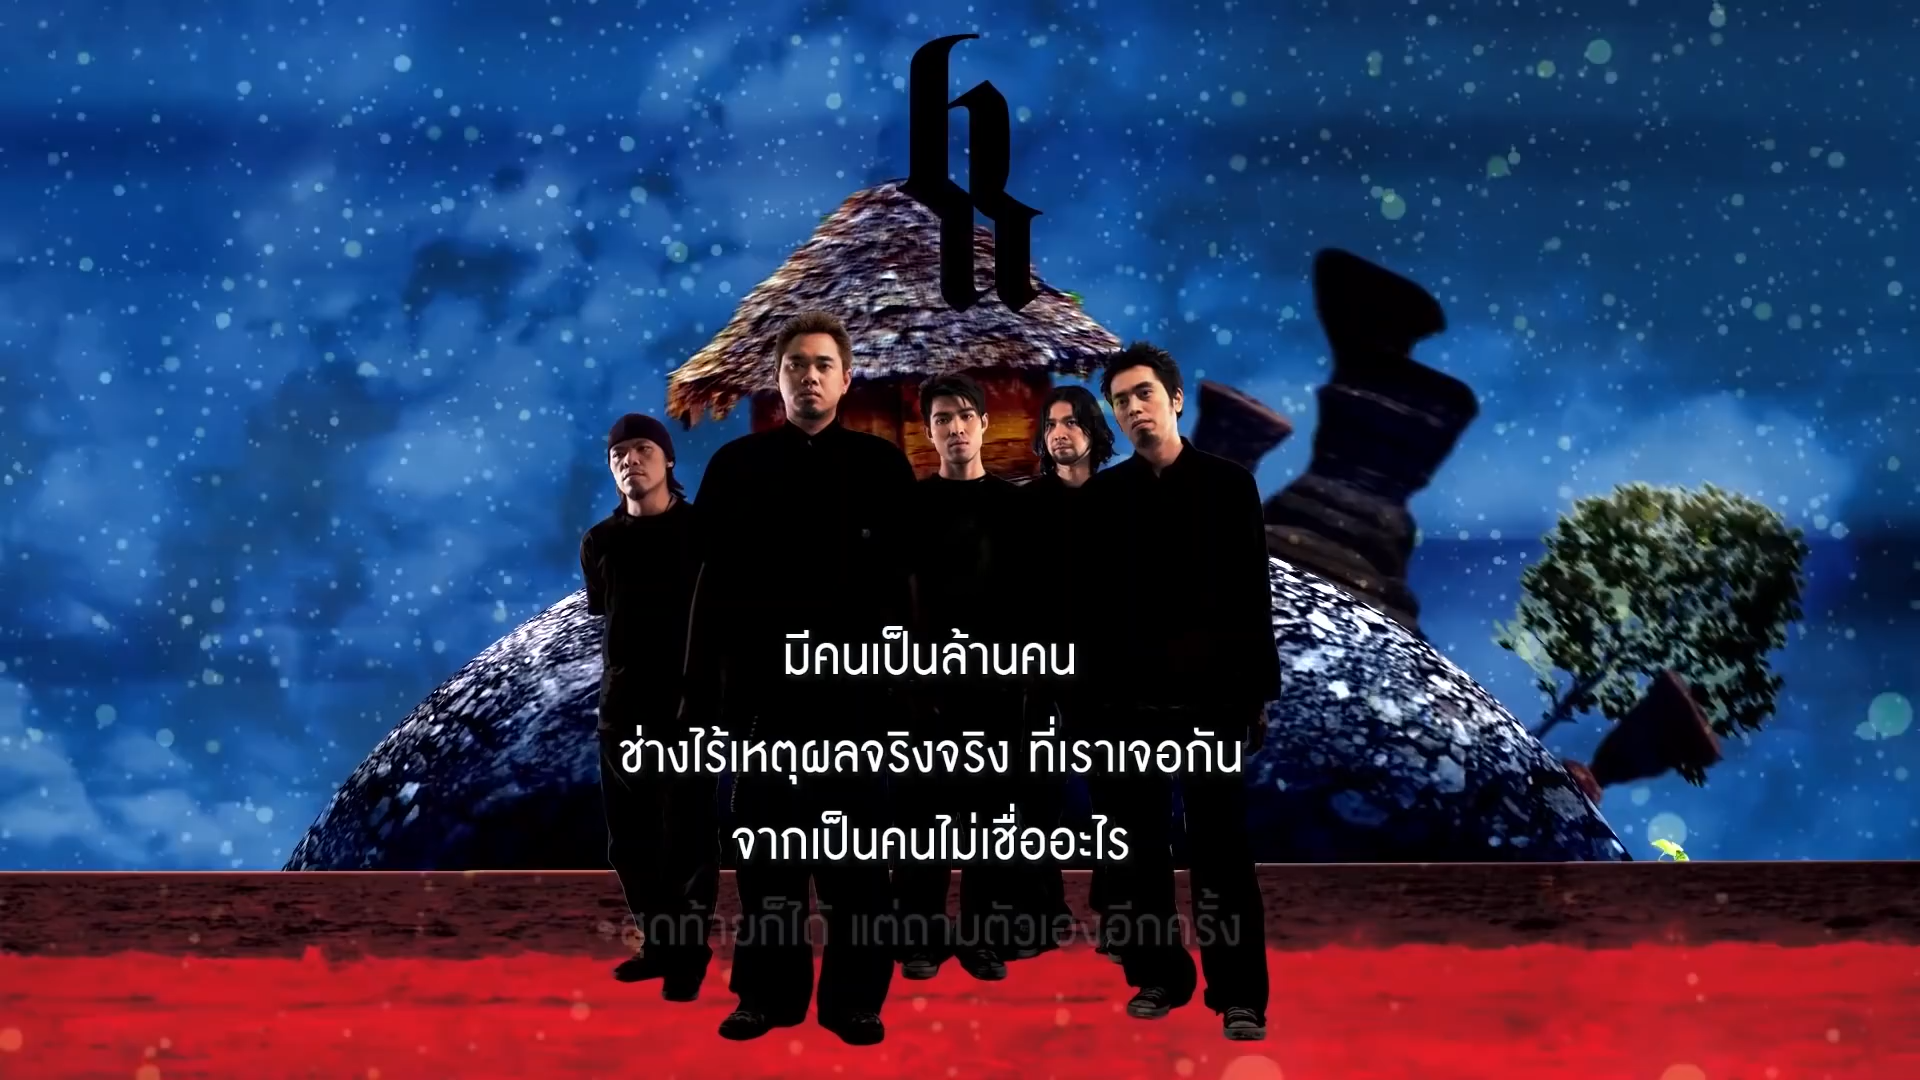 มีคนเป็นล้านคน
ช่างไร้เหตุผลจริงจริง ที่เราเจอกัน
จากเป็นคนไม่เชื่ออะไร
สุดท้ายก็ได้ แต่ถามตัวเองอีกครั้ง